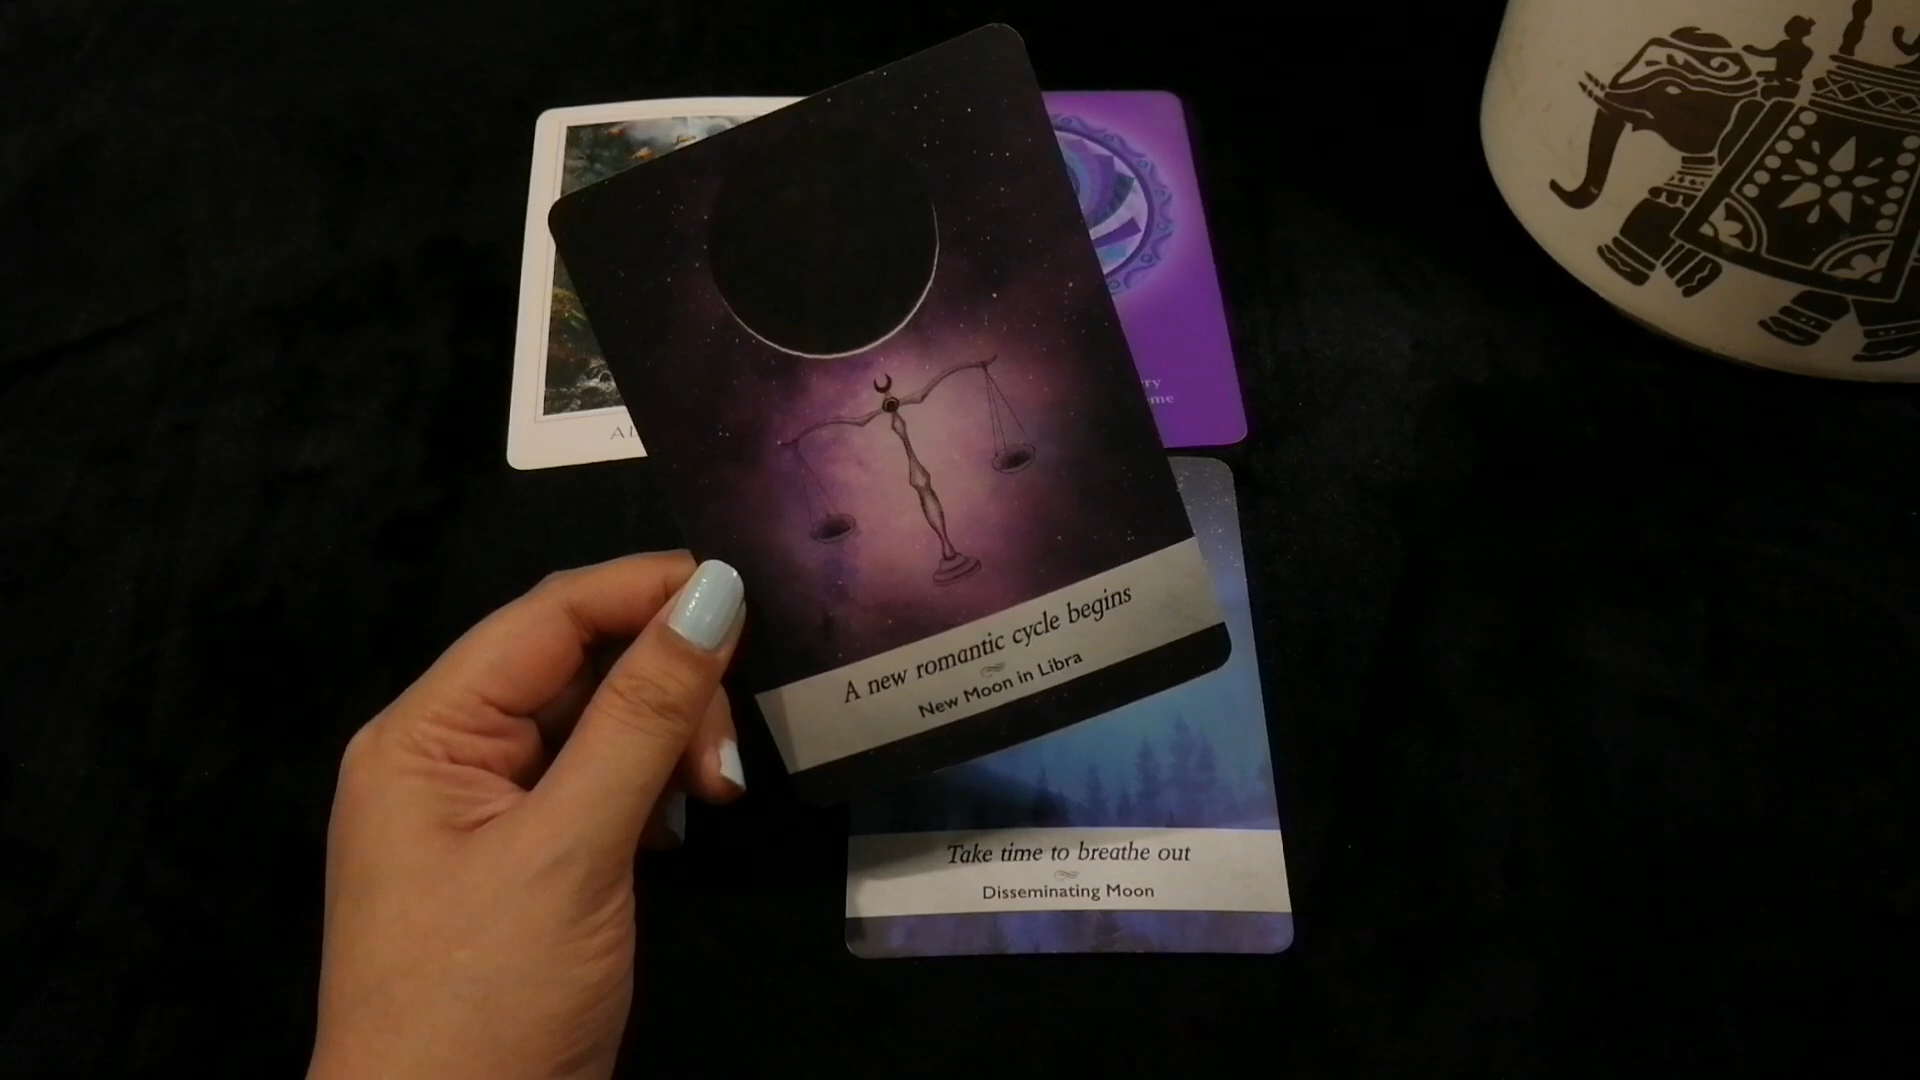 A new romantic cycle begins
New Moon in Libra
Take time to breathe out
Disseminating Moon